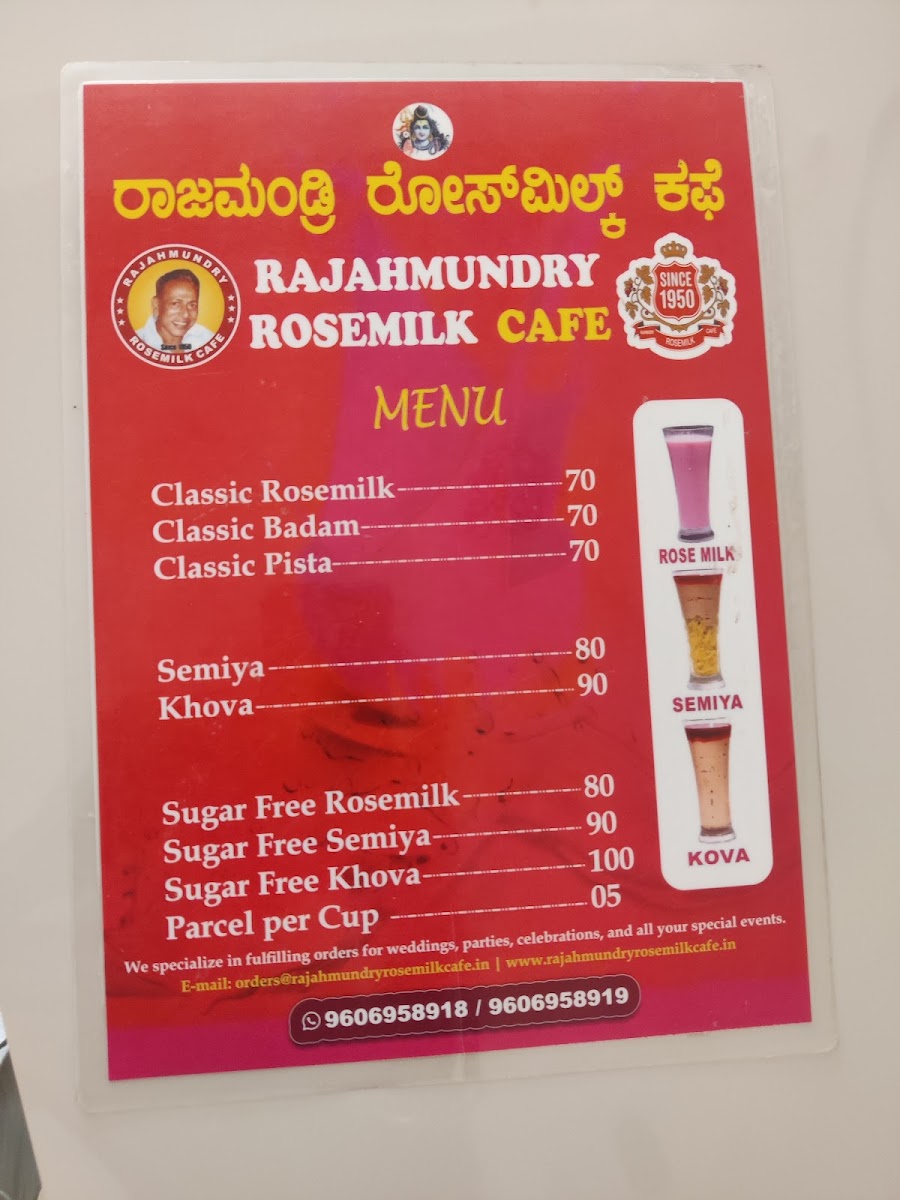 ರಾಜಮಂಡ್ರಿ ರೋಸ್‌ಮಿಲ್ಕ್ ಕಫೆ
RAJAHMUNDRY
ROSEMILK CAFE
Since 1950
RAJAHMUNDRY
ROSEMILK CAFE
SINCE
1950
CAFE
ROSEMILK
MENU
Classic Rosemilk 70
Classic Badam 70
Classic Pista 70
Semiya 80
Khova 90
Sugar Free Rosemilk 80
Sugar Free Semiya 90
Sugar Free Khova 100
Parcel per Cup 05
ROSE MILK
SEMIYA
KOVA
We specialize in fulfilling orders for weddings, parties, celebrations, and all your special events.
E-mail: orders@rajahmundryrosemilkcafe.in | www.rajahmundryrosemilkcafe.in
9606958918 / 9606958919